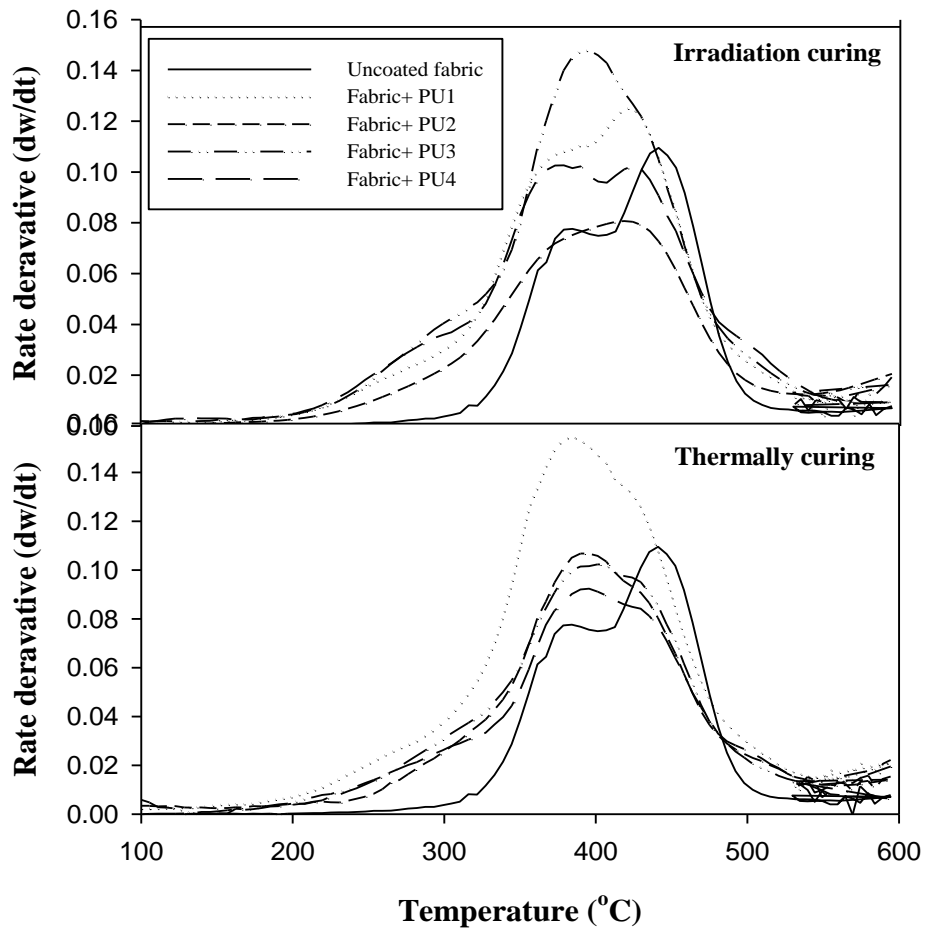 0.16
0.14
0.12
0.10
0.08
0.06
0.04
0.02
0.00
Rate deravative (dw/dt)
Irradiation curing
Uncoated fabric
Fabric+ PU1
Fabric+ PU2
Fabric+ PU3
Fabric+ PU4
0.16
0.14
0.12
0.10
0.08
0.06
0.04
0.02
0.00
Rate deravative (dw/dt)
Thermally curing
100 200 300 400 500 600
Temperature (°C)